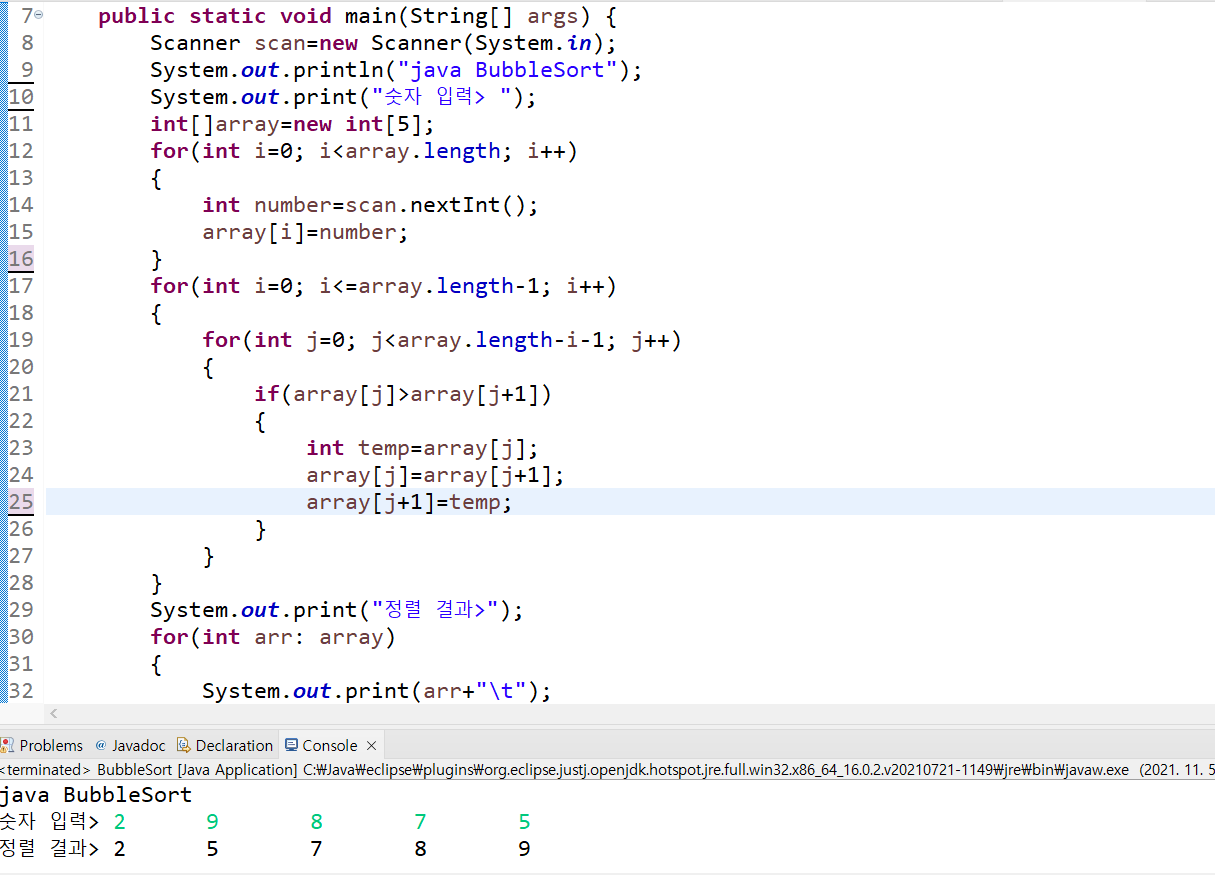 7 public static void main(String[] args) {
8 Scanner scan=new Scanner(System.in);
9 System.out.println("java BubbleSort");
10 System.out.print("숫자 입력> ");
11 int[]array=new int[5];
12 for(int i=0; i<array.length; i++)
13 {
14 int number=scan.nextInt();
15 array[i]=number;
16 }
17 for(int i=0; i<=array.length-1; i++)
18 {
19 for(int j=0; j<array.length-i-1; j++)
20 {
21 if(array[j]>array[j+1])
22 {
23 int temp=array[j];
24 array[j]=array[j+1];
25 array[j+1]=temp;
26 }
27 }
28 }
29 System.out.print("정렬 결과>");
30 for(int arr: array)
31 {
32 System.out.print(arr+"\t");
Problems @ Javadoc Declaration Console
<terminated> BubbleSort [Java Application] C:₩Java₩eclipse₩plugins₩org.eclipse.justj.openjdk.hotspot.jre.full.win32.x86_64_16.0.2.v20210721-1149₩jre₩bin₩javaw.exe (2021. 11. 5
java BubbleSort
숫자 입력> 2 9 8 7 5
정렬 결과> 2 5 7 8 9